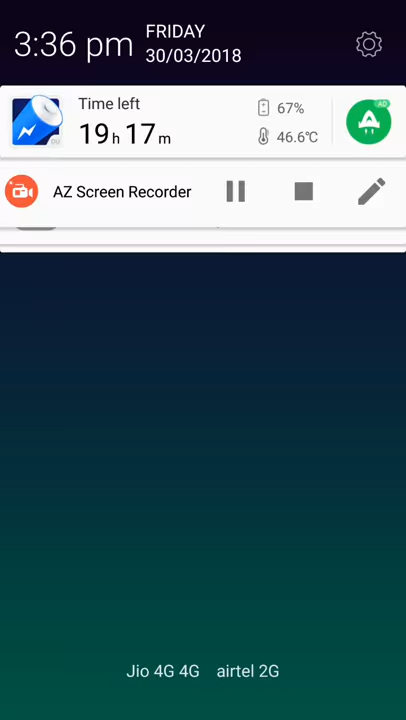 3:36 pm
FRIDAY
30/03/2018
Time left
19h 17m
67%
46.6℃
AD
DU
AZ Screen Recorder
Jio 4G 4G airtel 2G